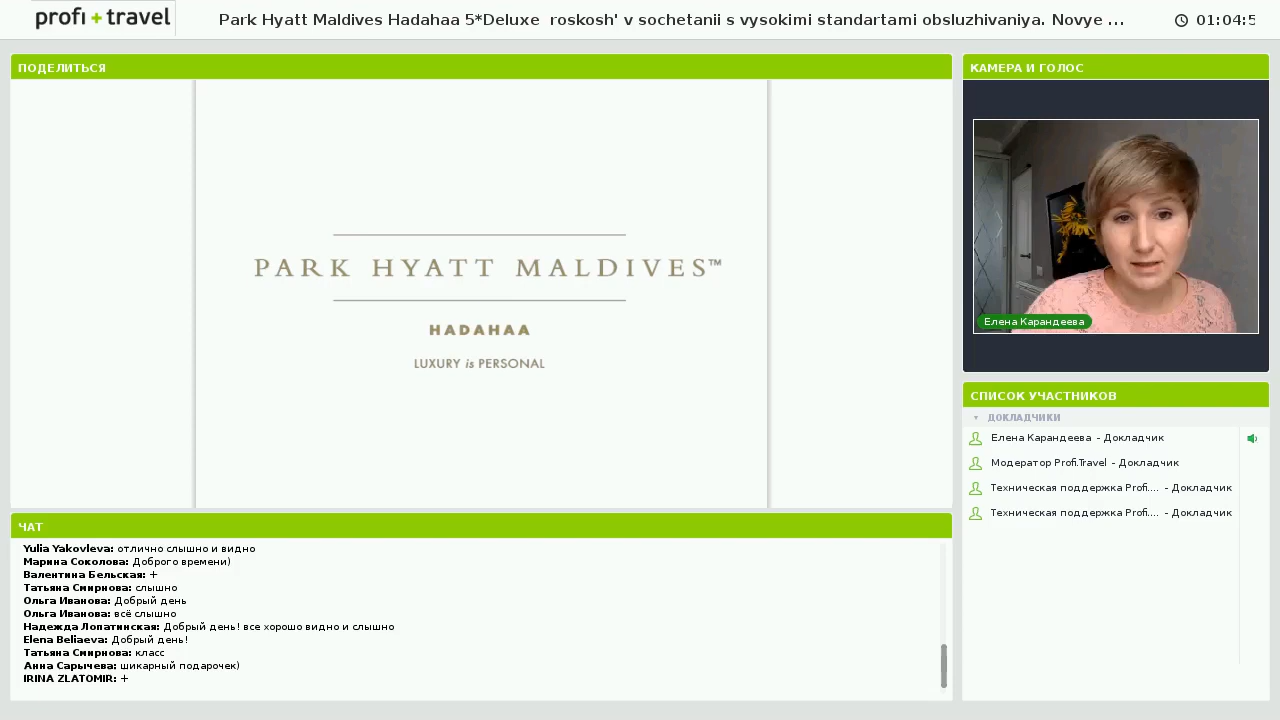 profi + travel
Park Hyatt Maldives Hadahaa 5*Deluxe roskosh' v sochetanii s vysokimi standartami obsluzhivaniya. Novye ...
01:04:5
ПОДЕЛИТЬСЯ
PARK HYATT MALDIVES™
HADAHAA
LUXURY is PERSONAL
КАМЕРА И ГОЛОС
Елена Карандеева
СПИСОК УЧАСТНИКОВ
ДОКЛАДЧИКИ
Елена Карандеева - Докладчик
Модератор Profi.Travel - Докладчик
Техническая поддержка Profi.... - Докладчик
Техническая поддержка Profi.... - Докладчик
ЧАТ
Yulia Yakovleva: отлично слышно и видно
Марина Соколова: Доброго времени)
Валентина Бельская: +
Татьяна Смирнова: слышно
Ольга Иванова: Добрый день
Ольга Иванова: всё слышно
Надежда Лопатинская: Добрый день! все хорошо видно и слышно
Elena Beliaeva: Добрый день!
Татьяна Смирнова: класс
Анна Сарычева: шикарный подарочек)
IRINA ZLATOMIR: +